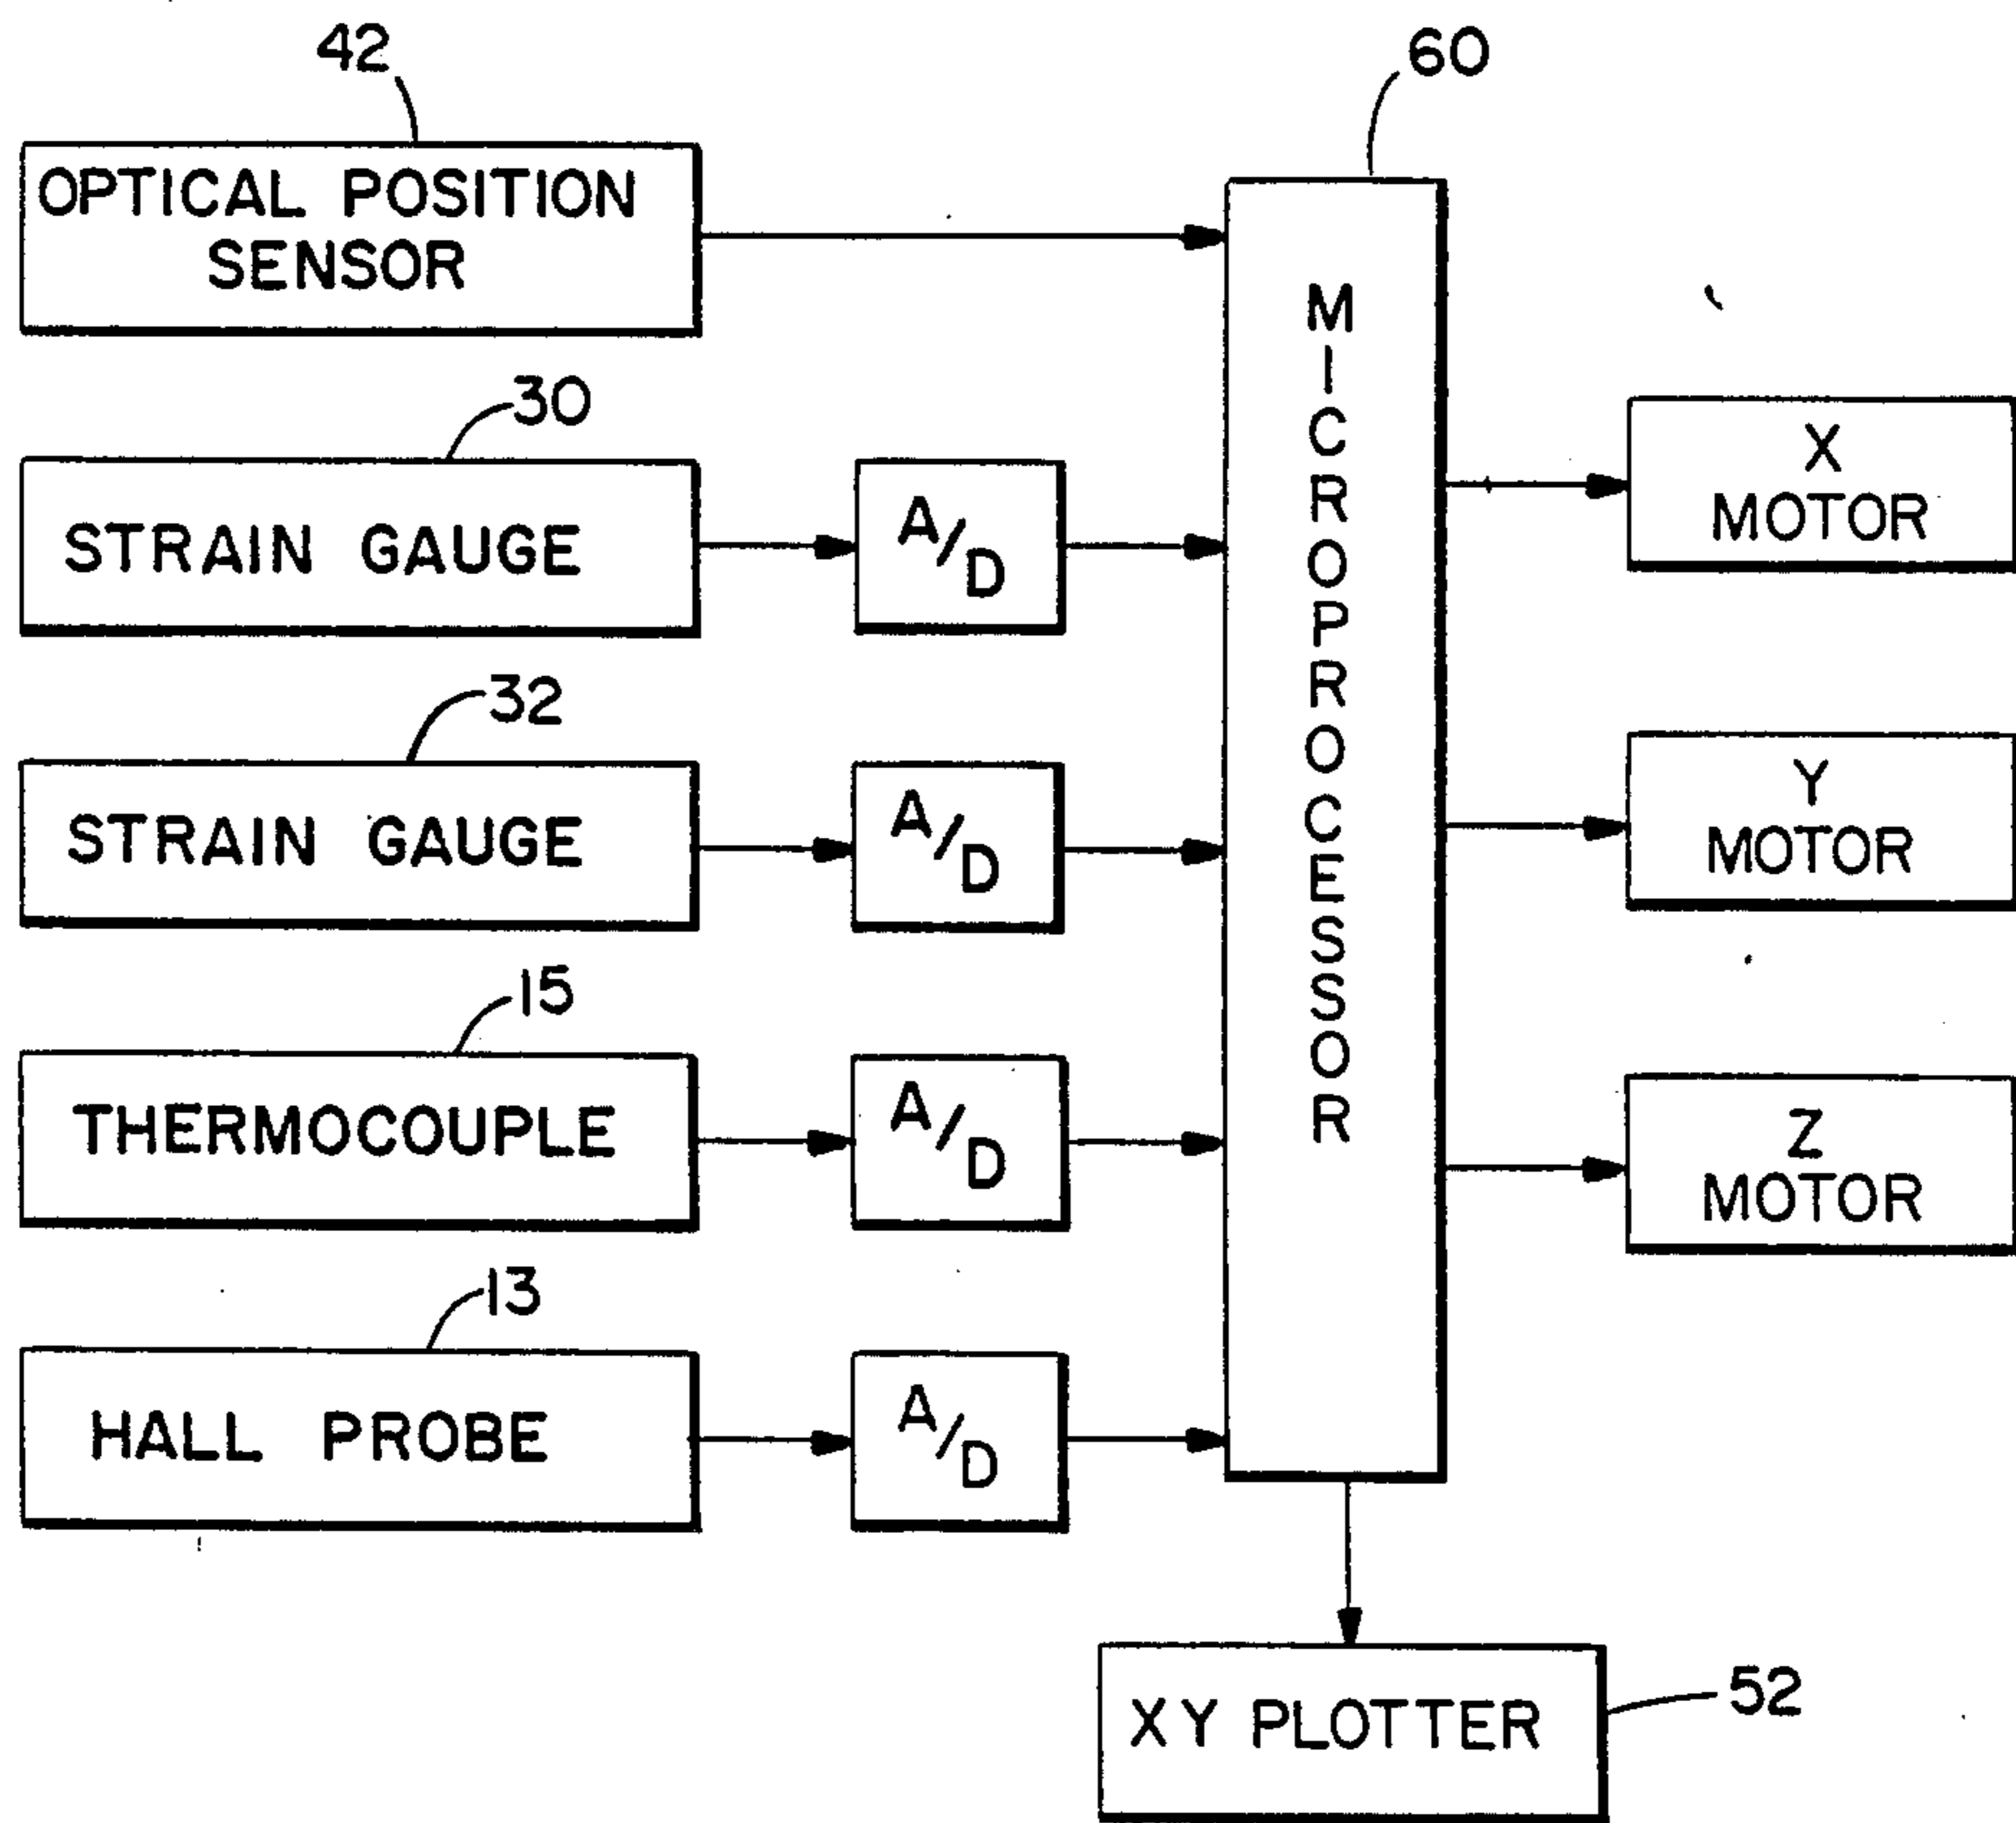 42
OPTICAL POSITION
SENSOR
30
STRAIN GAUGE
A/D
32
STRAIN GAUGE
A/D
15
THERMOCOUPLE
A/D
13
HALL PROBE
A/D
60
MICROPROCESSOR
X
MOTOR
Y
MOTOR
Z
MOTOR
XY PLOTTER
52